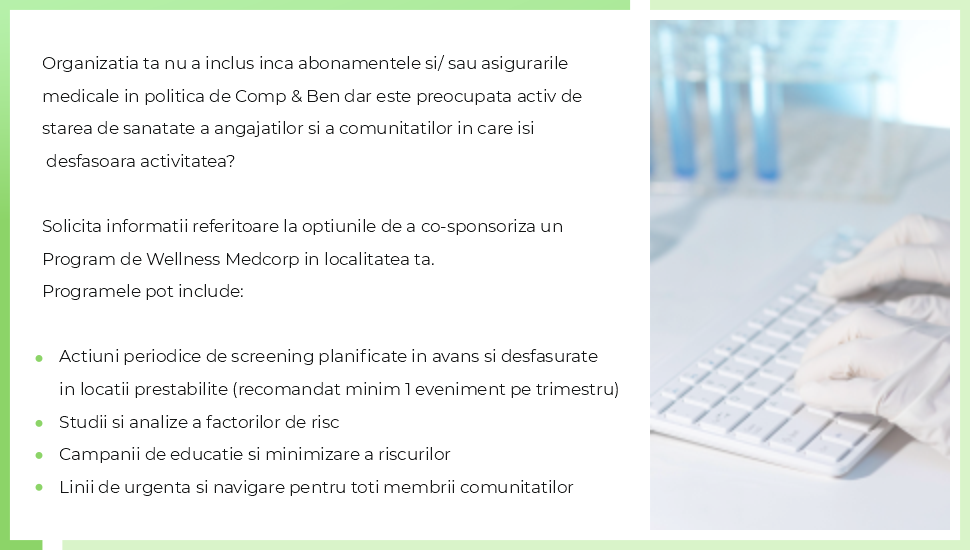 Organizatia ta nu a inclus inca abonamentele si/ sau asigurarile
medicale in politica de Comp & Ben dar este preocupata activ de
starea de sanatate a angajatilor si a comunitatilor in care isi
desfasoara activitatea?
Solicita informatii referitoare la optiunile de a co-sponsoriza un
Program de Wellness Medcorp in localitatea ta.
Programele pot include:
Actiuni periodice de screening planificate in avans si desfasurate
in locatii prestabilite (recomandat minim 1 eveniment pe trimestru)
Studii si analize a factorilor de risc
Campanii de educatie si minimizare a riscurilor
Linii de urgenta si navigare pentru toti membrii comunitatilor